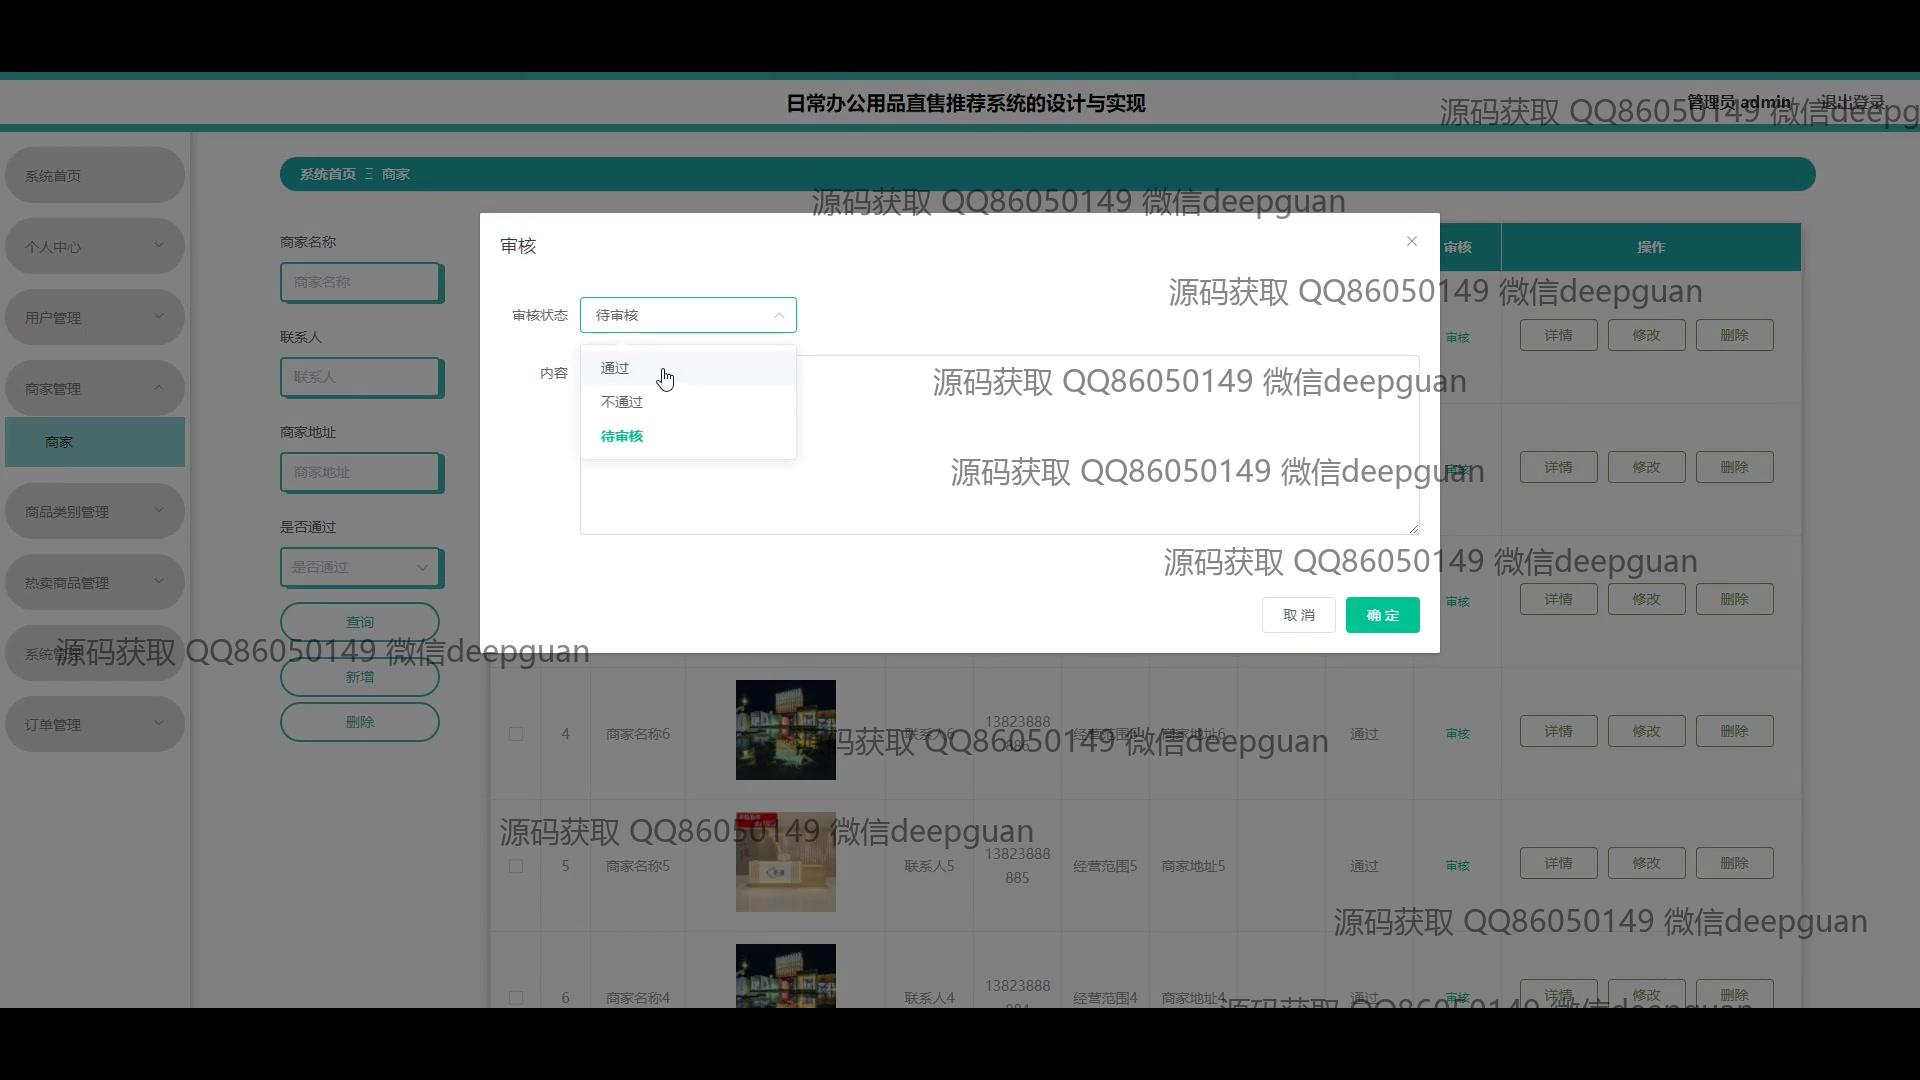 日常办公用品直售推荐系统的设计与实现
管理员 admin
退出登录
源码获取 QQ86050149 微信deepg
系统首页
个人中心
用户管理
商家管理
商家
商品类别管理
热卖商品管理
订单管理
系统首页 Ξ 商家
源码获取 QQ86050149 微信deepguan
商家名称
商家名称
联系人
联系人
商家地址
商家地址
是否通过
是否通过
查询
新增
删除
源码获取 QQ86050149 微信deepguan
审核
审核状态
待审核
内容
通过
不通过
待审核
取消
确定
源码获取 QQ86050149 微信deepguan
源码获取 QQ86050149 微信deepguan
源码获取 QQ86050149 微信deepguan
源码获取 QQ86050149 微信deepguan
审核 操作
审核 详情 修改 删除
详情 修改 删除
审核 详情 修改 删除
4 商家名称6 联系人6 13823888886 经营范围6 商家地址6 通过 审核 详情 修改 删除
码获取 QQ86050149 微信deepguan
源码获取 QQ86050149 微信deepguan
5 商家名称5 联系人5 13823888885 经营范围5 商家地址5 通过 审核 详情 修改 删除
源码获取 QQ86050149 微信deepguan
6 商家名称4 联系人4 13823888884 经营范围4 商家地址4 通过 审核 详情 修改 删除
源码获取 QQ86050149 微信deepguan